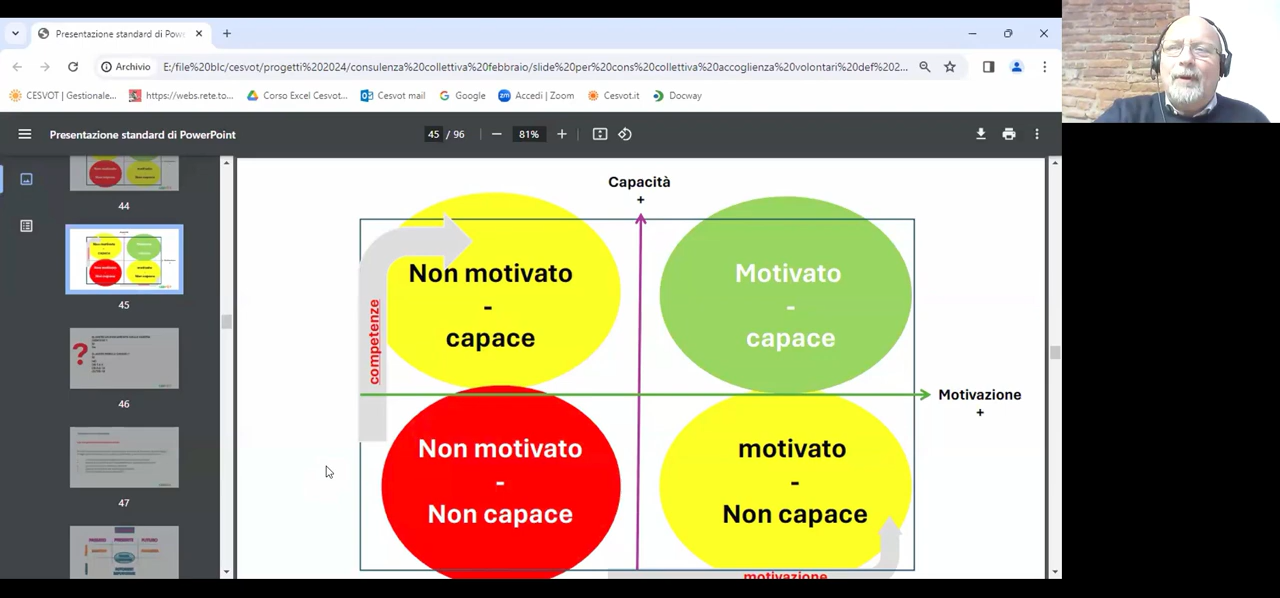 Presentazione standard di Pow
Archivio
E:/file%20blc/cesvot/progetti%202024/consulenza%20collettiva%20febbraio/slide%20per%20cons%20collettiva%20accoglienza%20volontari%20def%202...
CESVOT | Gestionale...
https://webs.rete.to...
Corso Excel Cesvot...
Cesvot mail
Google
Accedi | Zoom
Cesvot.it
Docway
Presentazione standard di PowerPoint
45 / 96
81%
44
45
46
47
Capacità
+
Non motivato
-
capace
Motivato
-
capace
competenze
Motivazione
+
Non motivato
-
Non capace
motivato
-
Non capace
motivazione